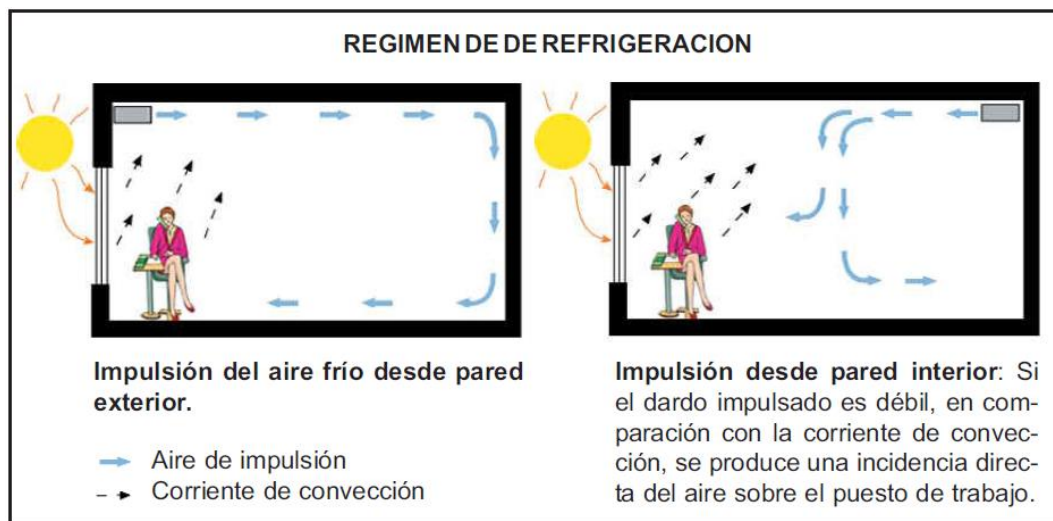 REGIMEN DE DE REFRIGERACION
Impulsión del aire frío desde pared
exterior.
Aire de impulsión
Corriente de convección
Impulsión desde pared interior: Si
el dardo impulsado es débil, en com-
paración con la corriente de convec-
ción, se produce una incidencia direc-
ta del aire sobre el puesto de trabajo.